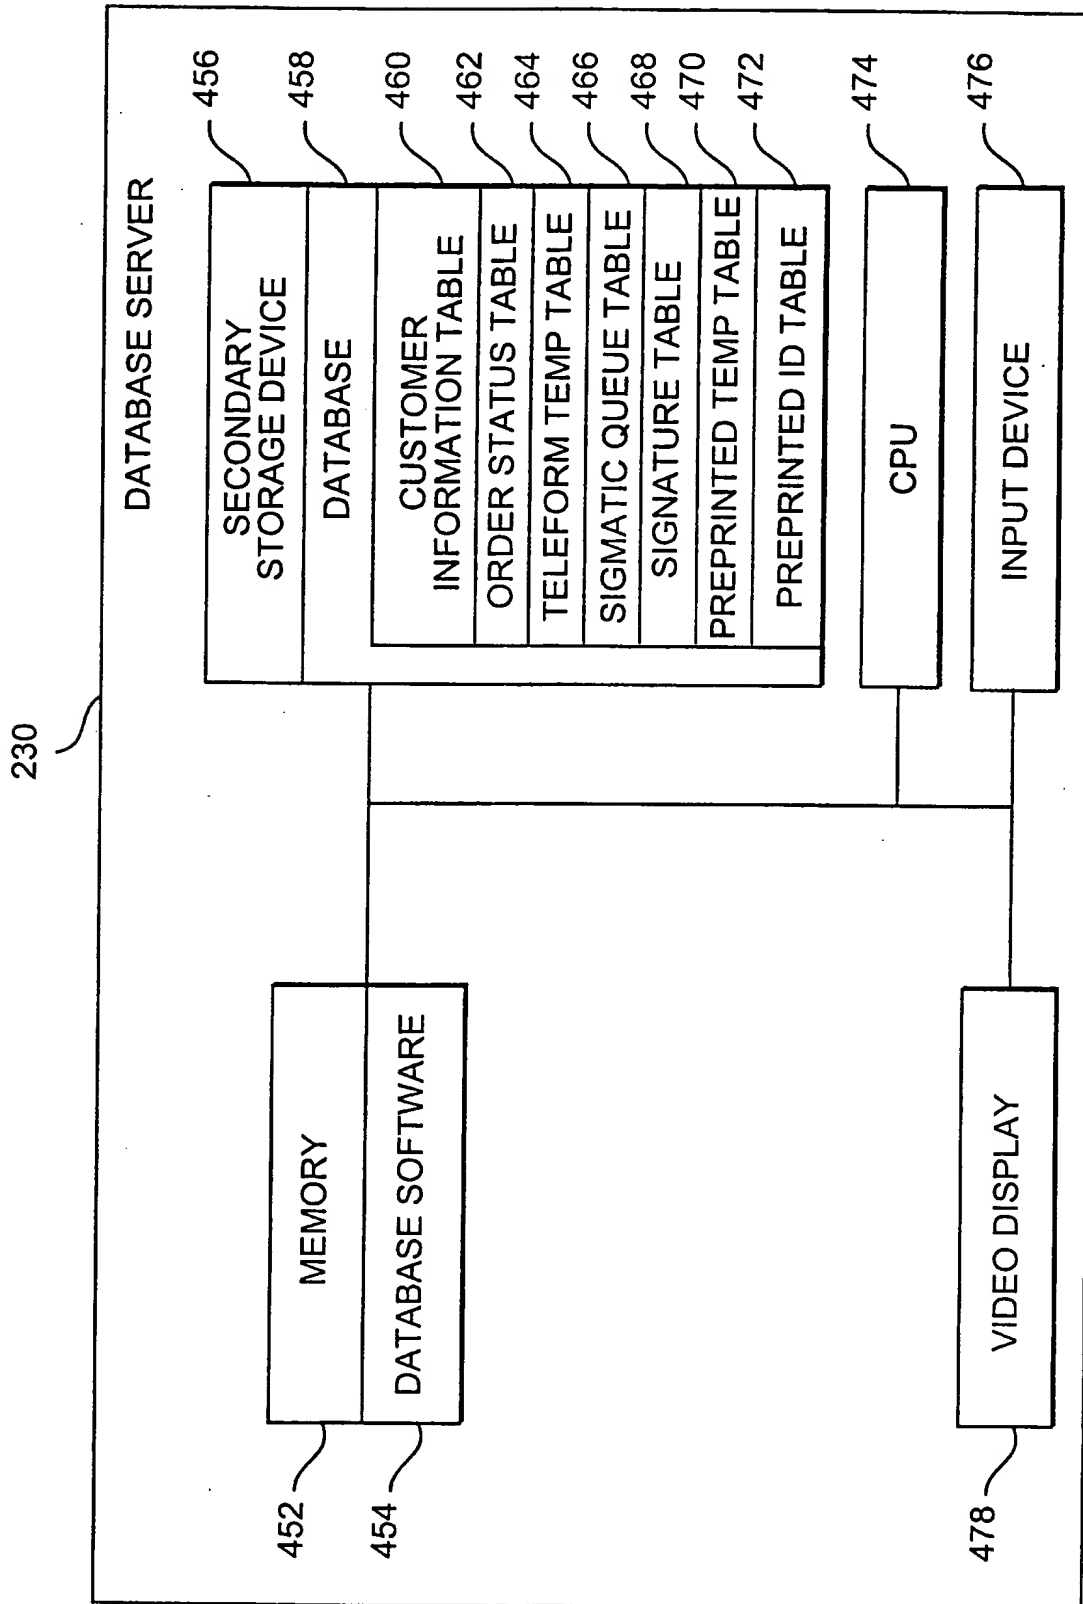 230
DATABASE SERVER
MEMORY
452
DATABASE SOFTWARE
454
SECONDARY
STORAGE DEVICE
456
DATABASE
458
CUSTOMER
INFORMATION TABLE
460
ORDER STATUS TABLE
462
TELEFORM TEMP TABLE
464
SIGMATIC QUEUE TABLE
466
SIGNATURE TABLE
468
PREPRINTED TEMP TABLE
470
PREPRINTED ID TABLE
472
CPU
474
INPUT DEVICE
476
VIDEO DISPLAY
478